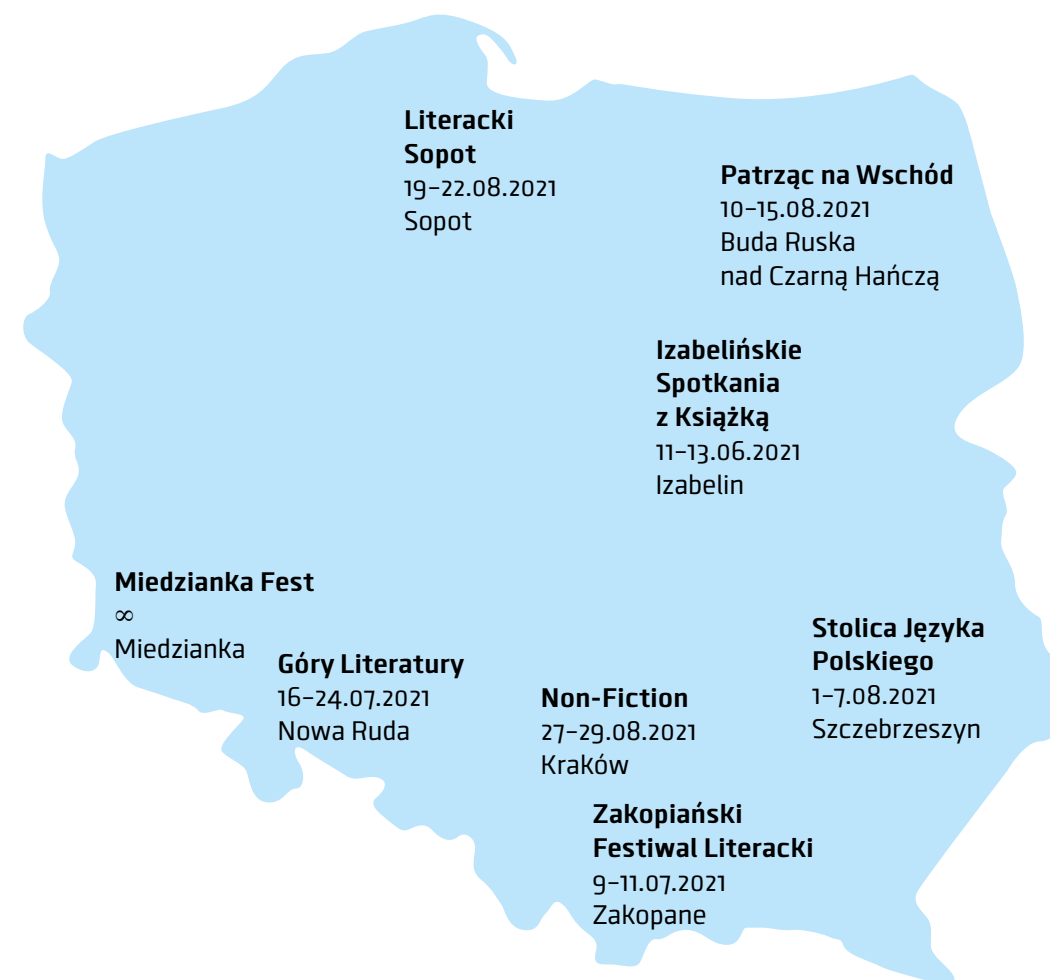 Literacki
Sopot
19–22.08.2021
Sopot
Patrząc na Wschód
10–15.08.2021
Buda Ruska
nad Czarną Hańczą
Izabelińskie
Spotkania
z Książką
11–13.06.2021
Izabelin
Miedzianka Fest
∞
Miedzianka
Góry Literatury
16–24.07.2021
Nowa Ruda
Non-Fiction
27–29.08.2021
Kraków
Stolica Języka
Polskiego
1–7.08.2021
Szczebrzeszyn
Zakopiański
Festiwal Literacki
9–11.07.2021
Zakopane